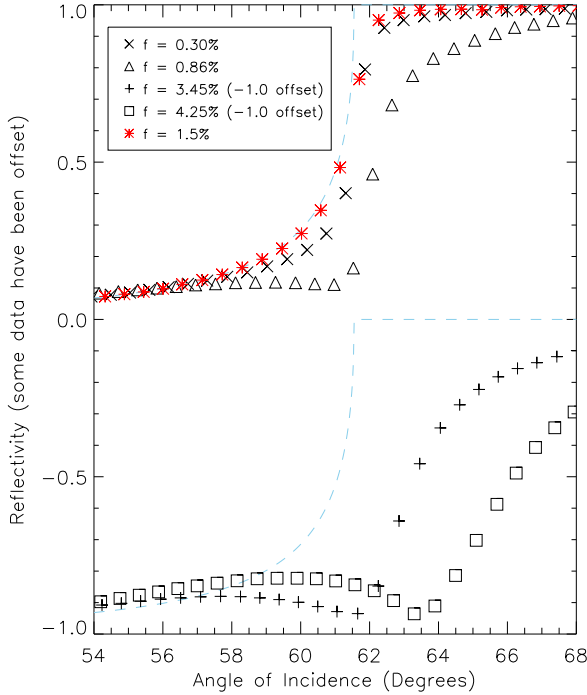 1.0
f = 0.30%
f = 0.86%
f = 3.45% (−1.0 offset)
f = 4.25% (−1.0 offset)
f = 1.5%
0.5
0.0
−0.5
−1.0
Reflectivity (some data have been offset)
54 56 58 60 62 64 66 68
Angle of Incidence (Degrees)